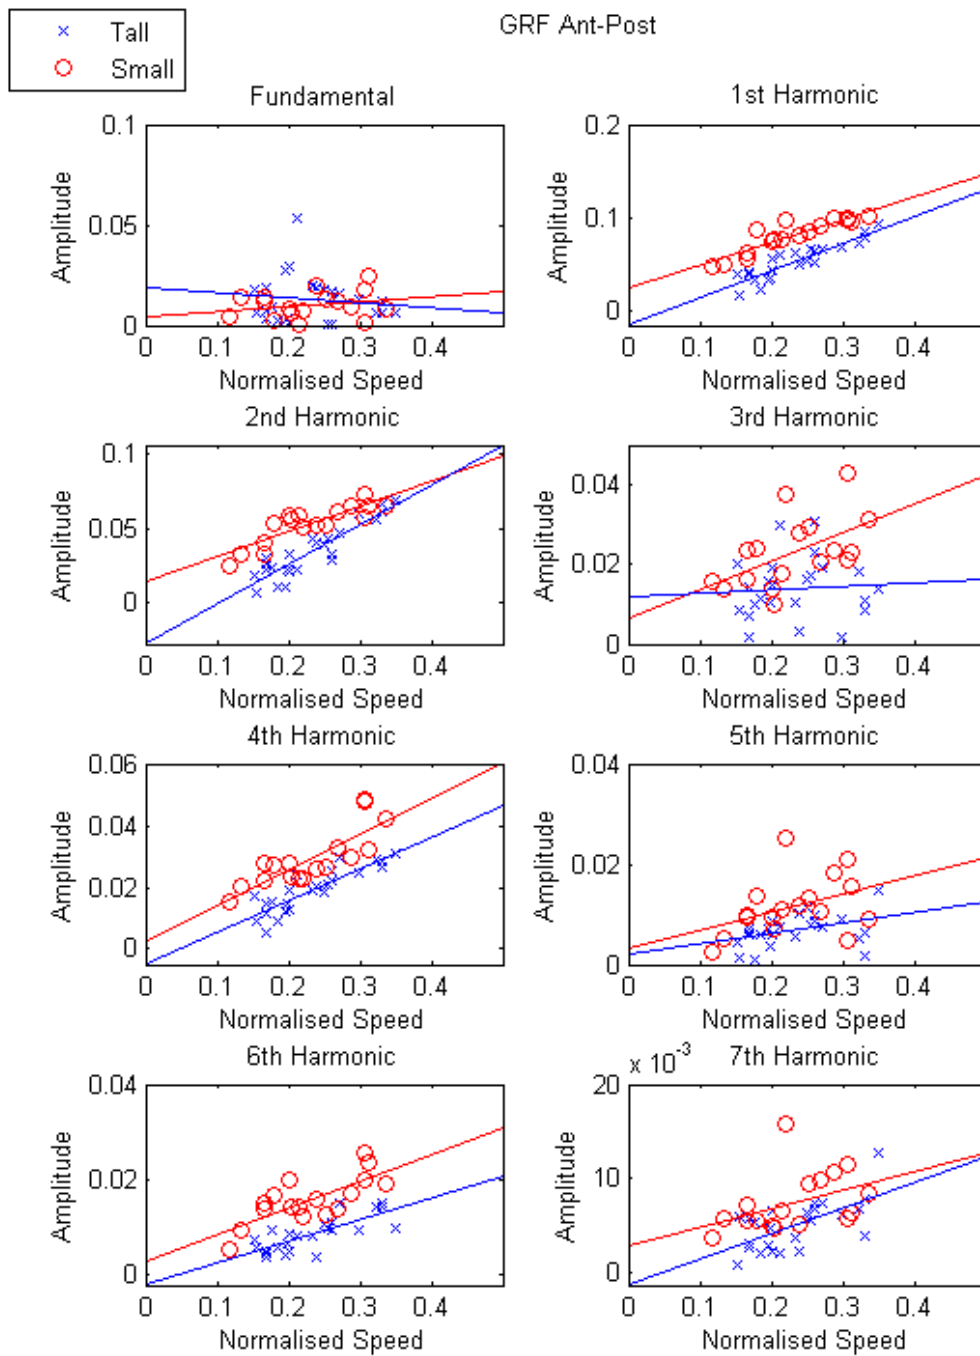 GRF Ant-Post
Tall
Small
Fundamental
0.1
0.05
0
Amplitude
0 0.1 0.2 0.3 0.4
Normalised Speed
1st Harmonic
0.2
0.1
0
Amplitude
0 0.1 0.2 0.3 0.4
Normalised Speed
2nd Harmonic
0.1
0.05
0
Amplitude
0 0.1 0.2 0.3 0.4
Normalised Speed
3rd Harmonic
0.04
0.02
0
Amplitude
0 0.1 0.2 0.3 0.4
Normalised Speed
4th Harmonic
0.06
0.04
0.02
0
Amplitude
0 0.1 0.2 0.3 0.4
Normalised Speed
5th Harmonic
0.04
0.02
0
Amplitude
0 0.1 0.2 0.3 0.4
Normalised Speed
6th Harmonic
0.04
0.02
0
Amplitude
0 0.1 0.2 0.3 0.4
Normalised Speed
x 10^-3 7th Harmonic
20
10
0
Amplitude
0 0.1 0.2 0.3 0.4
Normalised Speed